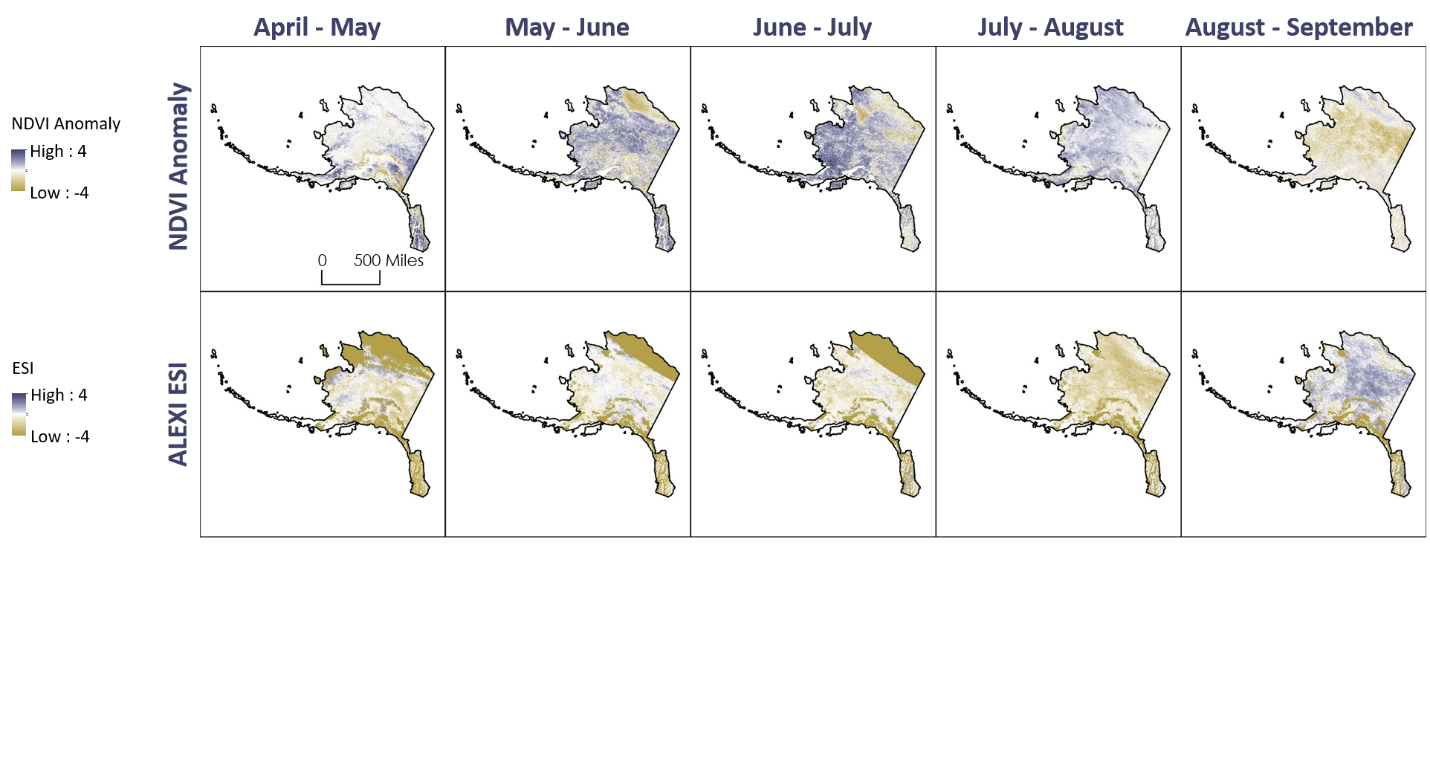 April - May
May - June
June - July
July - August
August - September
NDVI Anomaly
NDVI Anomaly
High : 4
Low : -4
0 500 Miles
ALEXI ESI
ESI
High : 4
Low : -4